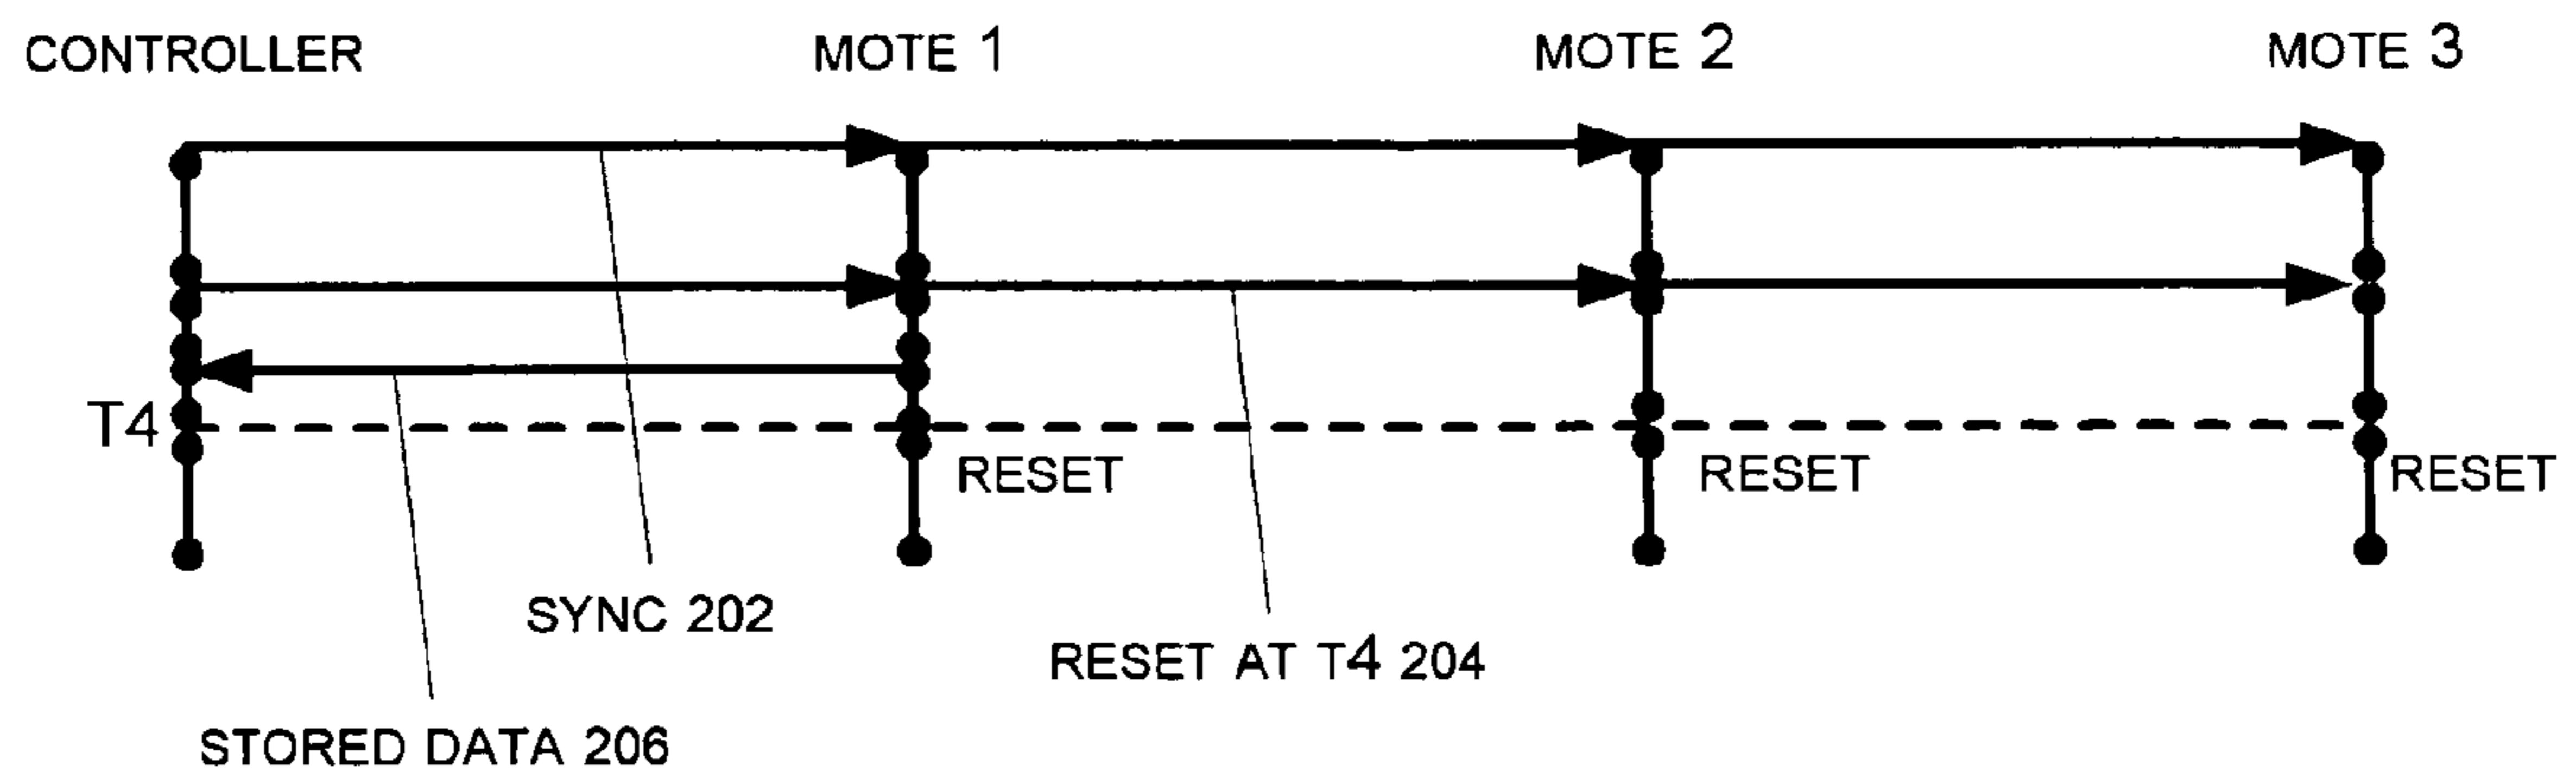 CONTROLLER MOTE 1 MOTE 2 MOTE 3
T4
RESET RESET RESET
SYNC 202
RESET AT T4 204
STORED DATA 206